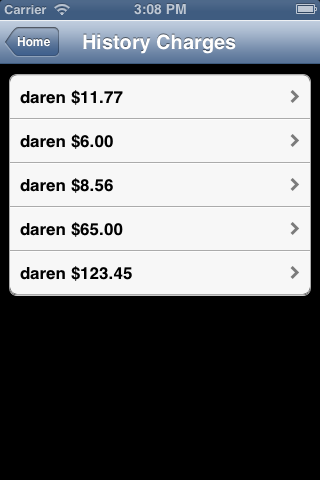 Carrier 3:08 PM
Home History Charges
daren $11.77
daren $6.00
daren $8.56
daren $65.00
daren $123.45